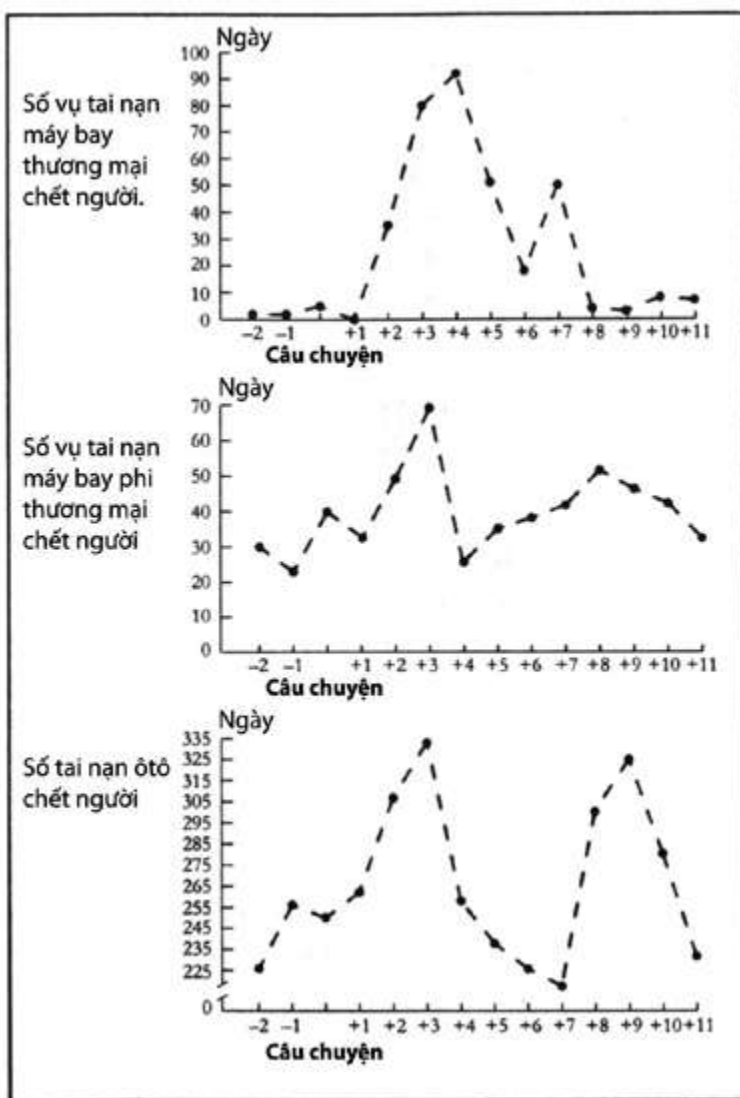 Ngày
Số vụ tai nạn
máy bay
thương mại
chết người.
100
90
80
70
60
50
40
30
20
10
0
–2 –1 +1 +2 +3 +4 +5 +6 +7 +8 +9 +10 +11
Câu chuyện
Ngày
Số vụ tai nạn
máy bay phi
thương mại
chết người
70
60
50
40
30
20
10
0
–2 –1 +1 +2 +3 +4 +5 +6 +7 +8 +9 +10 +11
Câu chuyện
Ngày
Số tai nạn ôtô
chết người
335
325
315
305
295
285
275
265
255
245
235
225
0
–2 –1 +1 +2 +3 +4 +5 +6 +7 +8 +9 +10 +11
Câu chuyện